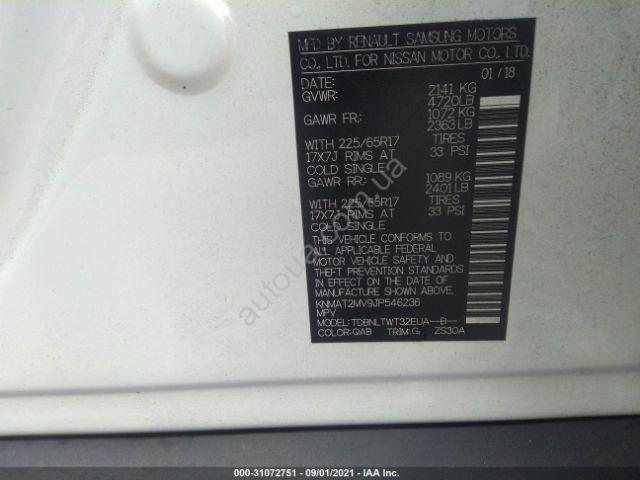 MFD BY RENAULT SAMSUNG MOTORS
CO., LTD. FOR NISSAN MOTOR CO., LTD.
DATE: 01/18
GVWR: 2141 KG
4720LB
GAWR FR: 1072 KG
2363LB
WITH 225/65R17 TIRES
17X7J RIMS AT 33 PSI
COLD SINGLE
GAWR RR: 1089 KG
2401LB
WITH 225/65R17 TIRES
17X7J RIMS AT 33 PSI
COLD SINGLE
THIS VEHICLE CONFORMS TO
ALL APPLICABLE FEDERAL
MOTOR VEHICLE SAFETY AND
THEFT PREVENTION STANDARDS
IN EFFECT ON THE DATE OF
MANUFACTURE SHOWN ABOVE.
KNMAT2MV9JP546236
MPV
MODEL:TDBNLTWT32EUA--B--
COLOR:QAB TRIM:G ZS30A
autoua.com.ua
000-31072751 - 09/01/2021 - IAA Inc.